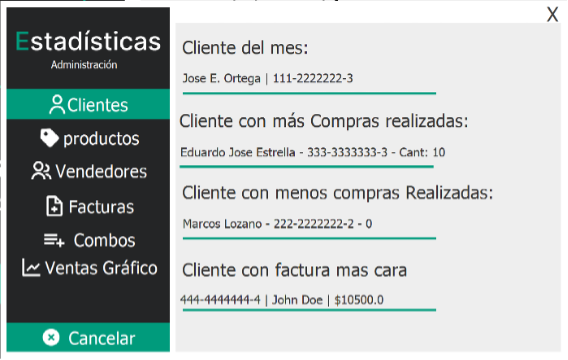 X
Estadísticas
Administración
Clientes
productos
Vendedores
Facturas
Combos
Ventas Gráfico
Cancelar
Cliente del mes:
Jose E. Ortega | 111-2222222-3
Cliente con más Compras realizadas:
Eduardo Jose Estrella - 333-3333333-3 - Cant: 10
Cliente con menos compras Realizadas:
Marcos Lozano - 222-2222222-2 - 0
Cliente con factura mas cara
444-4444444-4 | John Doe | $10500.0